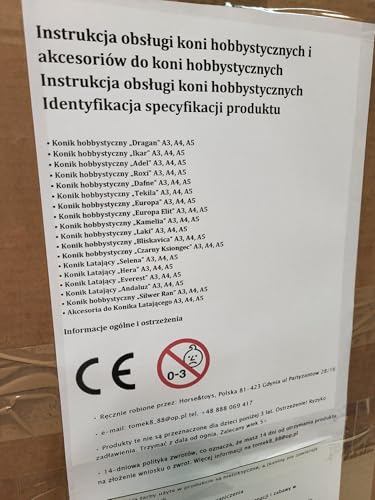 Instrukcja obsługi koni hobbystycznych i
akcesoriów do koni hobbystycznych
Instrukcja obsługi koni hobbystycznych
Identyfikacja specyfikacji produktu
• Konik hobbystyczny „Dragan" A3, A4, A5
• Konik hobbystyczny „Ikar" A3, A4, A5
• Konik hobbystyczny „Adel" A3, A4, A5
• Konik hobbystyczny „Roxi" A3, A4, A5
• Konik hobbystyczny „Dafne" A3, A4, A5
• Konik hobbystyczny „Tekila" A3, A4, A5
• Konik hobbystyczny „Europa" A3, A4, A5
• Konik hobbystyczny „Europa Elit" A3, A4, A5
• Konik hobbystyczny „Kamelia" A3, A4, A5
• Konik hobbystyczny „Laki" A3, A4, A5
• Konik hobbystyczny „Bliskavica" A3, A4, A5
• Konik hobbystyczny „Czarny Ksiongec" A3, A4, A5
• Konik Latający „Selena" A3, A4, A5
• Konik Latający „Hera" A3, A4, A5
• Konik Latający „Everest" A3, A4, A5
• Konik Latający „Andaluz" A3, A4, A5
• Konik hobbystyczny „Silwer Ran" A3, A4, A5
• Akcesoria do Konika Latającego A3, A4, A5
Informacje ogólne i ostrzeżenia
CE
0-3
- Ręcznie robione przez: Horse&toys, Polska 81-423 Gdynia ul Partyzantow 28/16
- e-mail: tomek8_88@op.pl tel. +48 888 069 417
- Produkty te nie są przeznaczone dla dzieci poniżej 3 lat. Ostrzeżenie! Ryzyko
zadławienia. Trzymać z dala od ognia. Zalecany wiek 5+
- 14-dniowa polityka zwrotów, co oznacza, że masz 14 dni od otrzymania produktu
na złożenie wniosku o zwrot. Więcej informacji na tomek8_88@op.pl